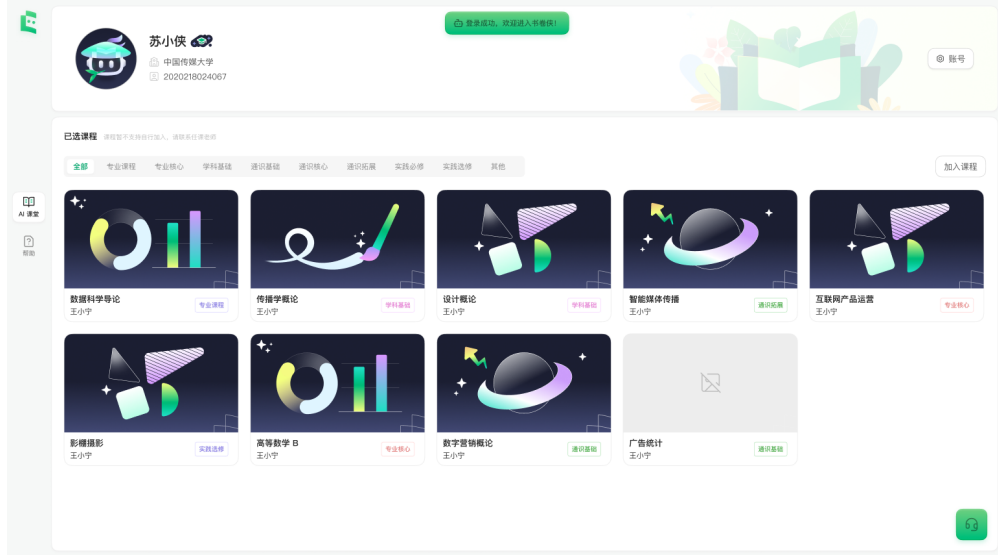 登录成功，欢迎进入书卷侠！
苏小侠
中国传媒大学
2020218024067
账号
AI 课堂
帮助
已选课程 课程暂不支持自行加入，请联系任课老师
全部 专业课程 专业核心 学科基础 通识基础 通识核心 通识拓展 实践必修 实践选修 其他
加入课程
数据科学导论
专业课程
王小宁
传播学概论
学科基础
王小宁
设计概论
学科基础
王小宁
智能媒体传播
通识拓展
王小宁
互联网产品运营
专业核心
王小宁
影棚摄影
实践选修
王小宁
高等数学 B
专业核心
王小宁
数字营销概论
通识基础
王小宁
广告统计
通识基础
王小宁